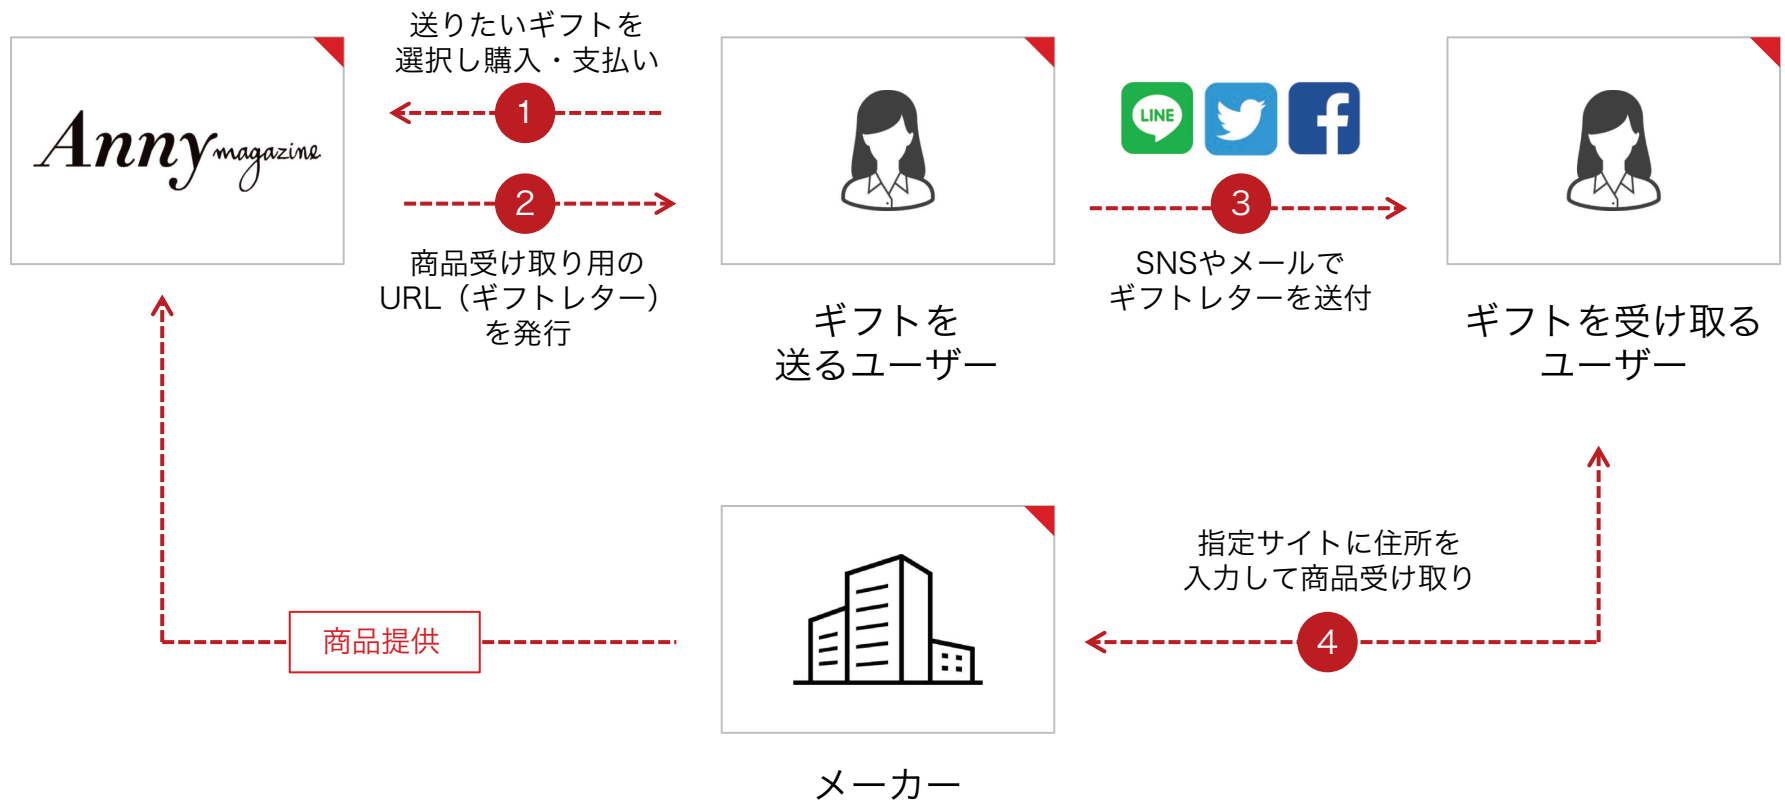 送りたいギフトを
選択し購入・支払い
1
Anny magazine
2
商品受け取り用の
URL（ギフトレター）
を発行
ギフトを
送るユーザー
LINE
3
SNSやメールで
ギフトレターを送付
ギフトを受け取る
ユーザー
指定サイトに住所を
入力して商品受け取り
4
商品提供
メーカー